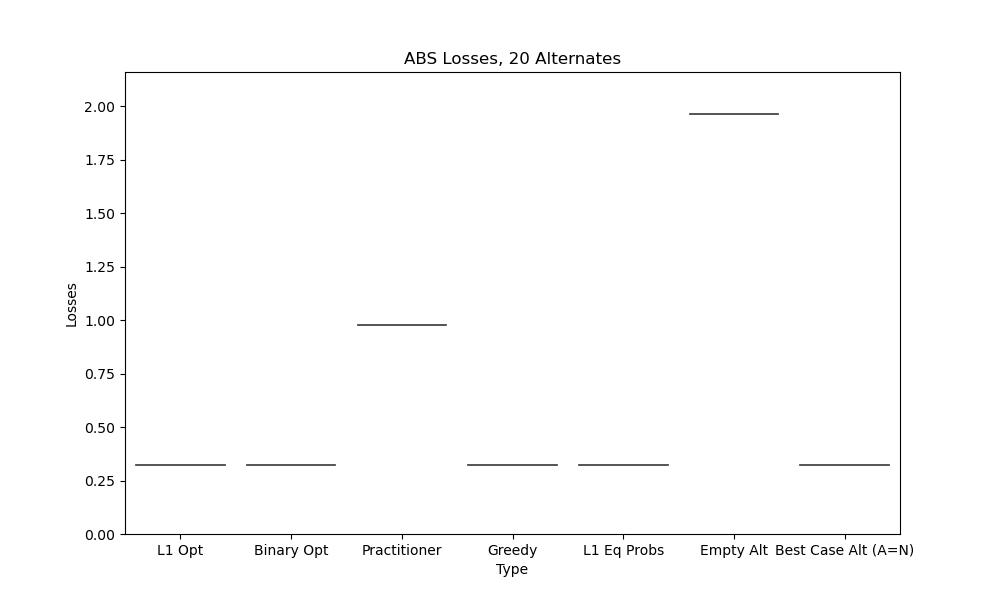 ABS Losses, 20 Alternates
2.00
1.75
1.50
1.25
1.00
0.75
0.50
0.25
0.00
Losses
L1 Opt Binary Opt Practitioner Greedy L1 Eq Probs Empty Alt Best Case Alt (A=N)
Type